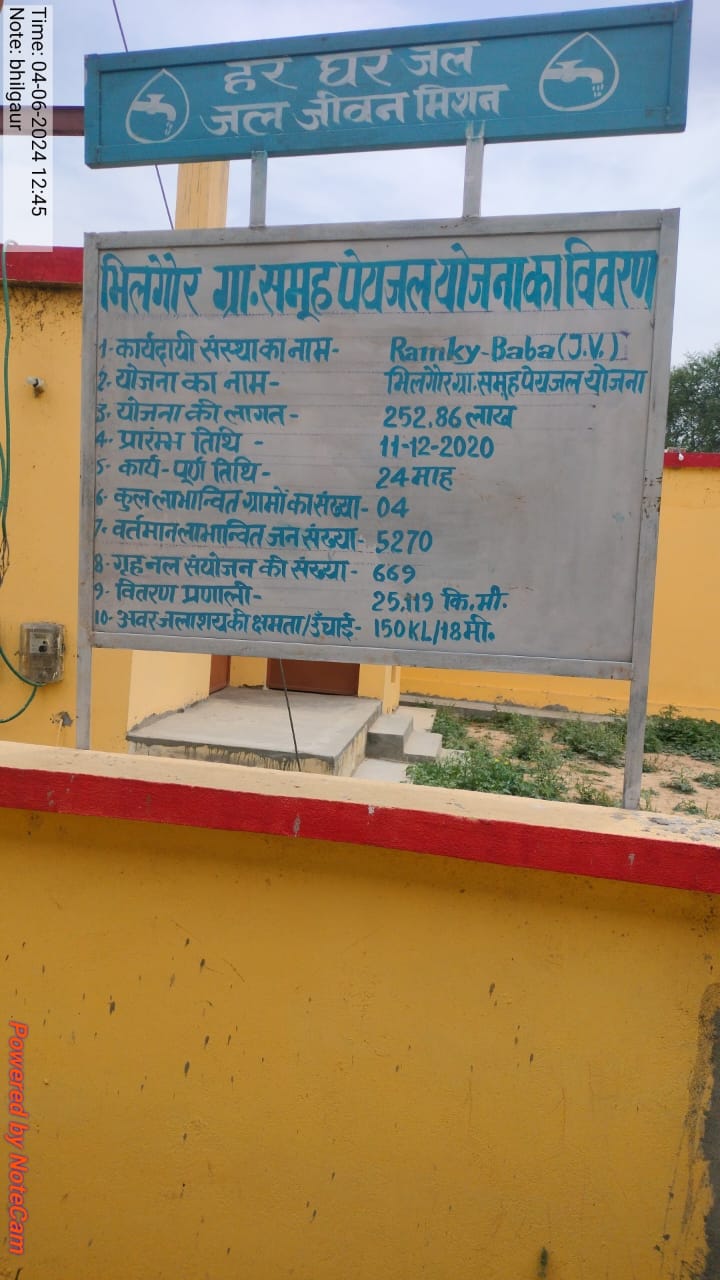 Time: 04-06-2024 12:45
Note: bhilgaur
हर घर जल
जल जीवन मिशन
भिलगौर ग्रा. समूह पेयजल योजना का विवरण
1- कार्यदायी संस्था का नाम- Ramky-Baba (J.V.)
2- योजना का नाम- भिलगौर ग्रा. समूह पेयजल योजना
3- योजना की लागत- 252.86 लाख
4- प्रारम्भ तिथि - 11-12-2020
5- कार्य-पूर्ण तिथि- 24 माह
6- कुल लाभान्वित ग्रामों का संख्या- 04
7- वर्तमान लाभान्वित जन संख्या- 5270
8- गृह नल संयोजन की संख्या- 669
9- वितरण प्रणाली- 25.119 कि.मी.
10- अवर जलाशय की क्षमता/उँचाई- 150KL/18मी.
Powered by NoteCam